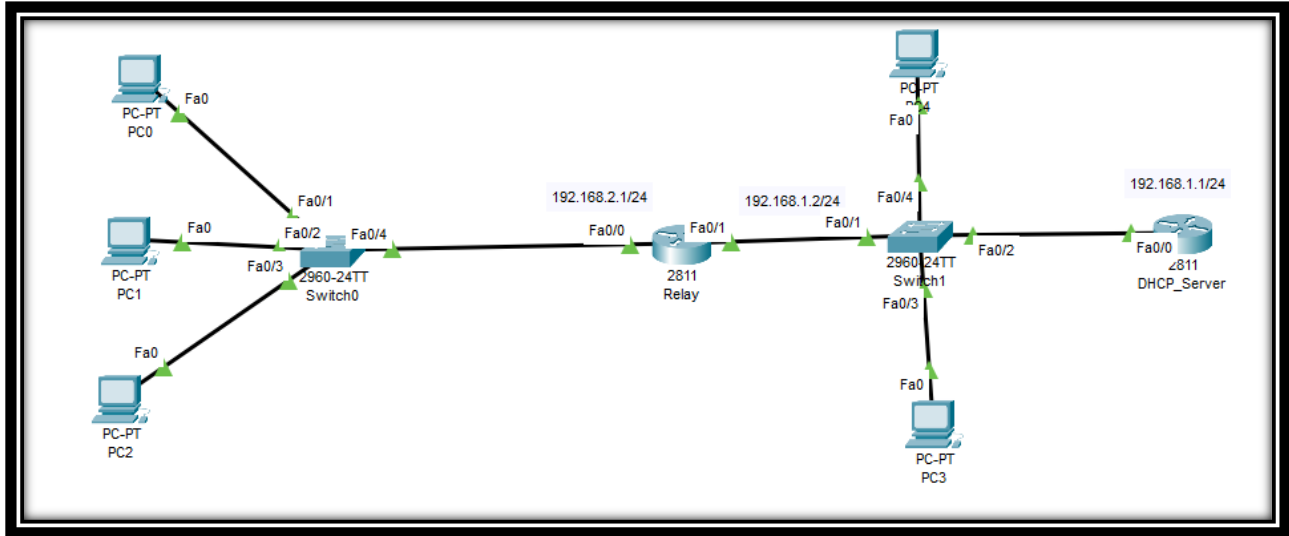 Fa0
PC-PT
PC0
Fa0/1
Fa0
Fa0/2
Fa0/4
PC-PT
PC1
Fa0/3
2960-24TT
Switch0
Fa0
PC-PT
PC2
192.168.2.1/24
Fa0/0
Fa0/1
2811
Relay
192.168.1.2/24
Fa0/1
PC-PT
Fa0
Fa0/4
2960-24TT
Switch1
Fa0/2
Fa0/3
Fa0
PC-PT
PC3
192.168.1.1/24
Fa0/0
2811
DHCP_Server